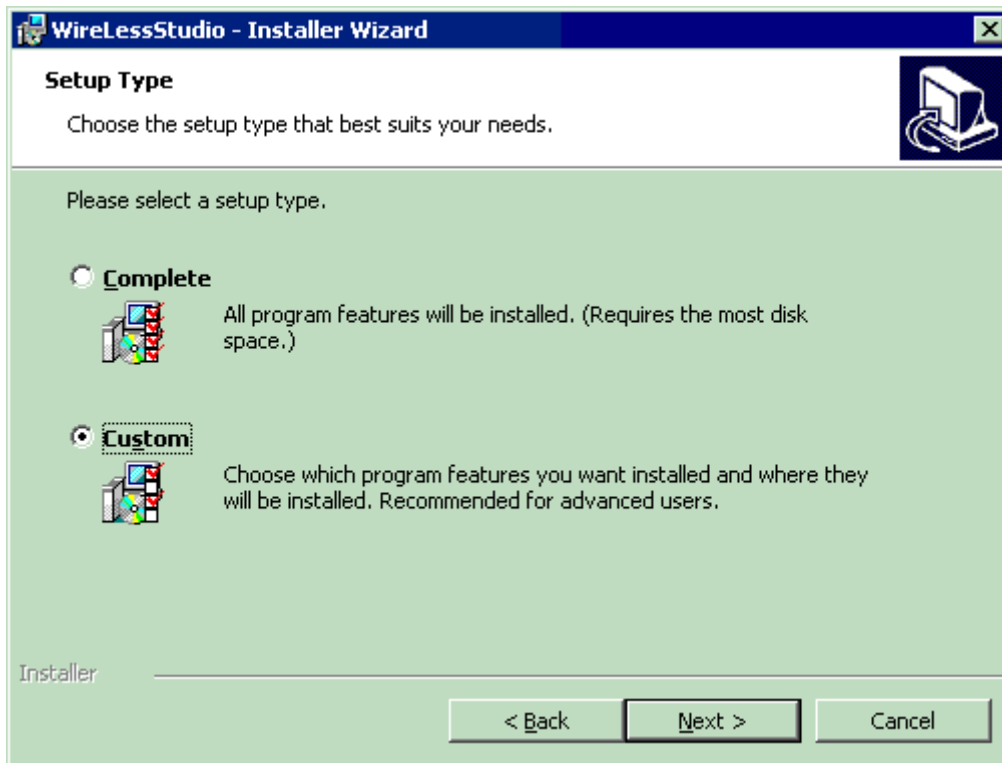 WireLessStudio - Installer Wizard
Setup Type
Choose the setup type that best suits your needs.
Please select a setup type.
Complete
All program features will be installed. (Requires the most disk
space.)
Custom
Choose which program features you want installed and where they
will be installed. Recommended for advanced users.
Installer
< Back
Next >
Cancel